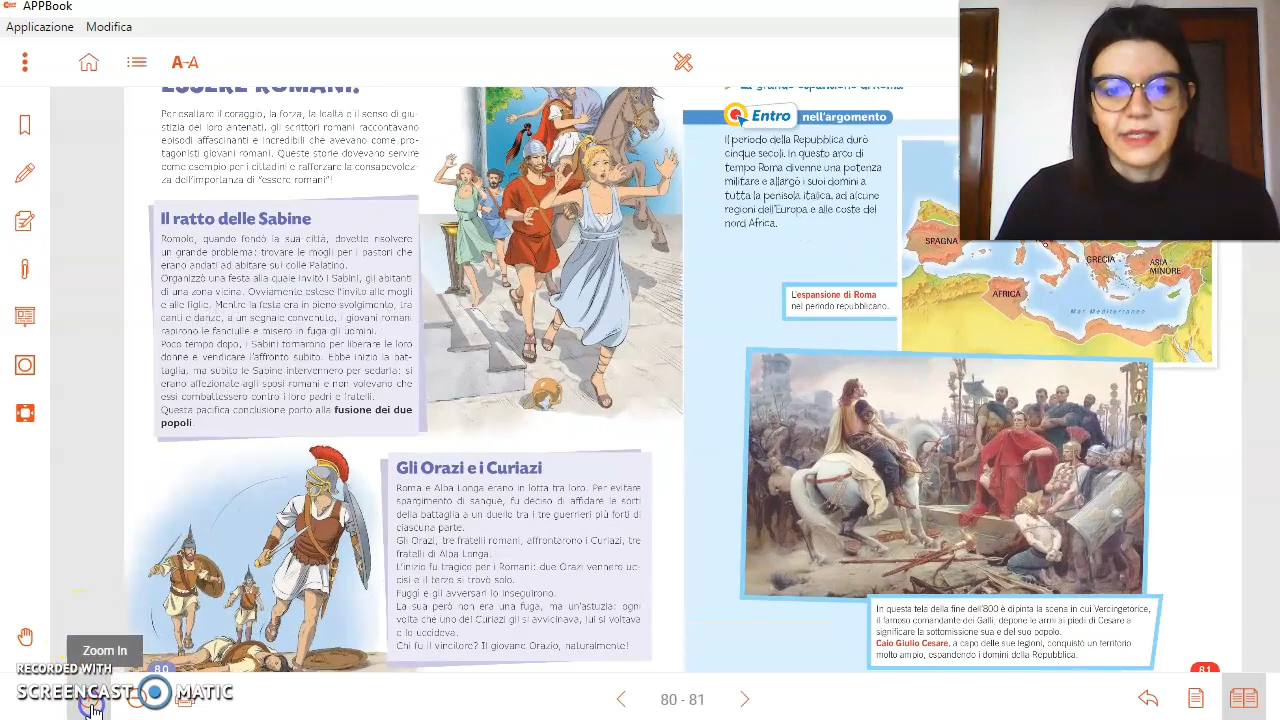 APPBook
Applicazione Modifica
A-A
ESSERE ROMANI!
Per esaltare il coraggio, la forza, la lealtà e il senso di giu-
stizia dei loro antenati, gli scrittori romani raccontavano
episodi affascinanti e incredibili che avevano come pro-
tagonisti giovani romani. Queste storie dovevano servire
come esempio per i cittadini e rafforzare la consapevolez-
za dell'importanza di "essere romani"!
Il ratto delle Sabine
Romolo, quando fondò la sua città, dovette risolvere
un grande problema: trovare le mogli per i pastori che
erano andati ad abitare sul colle Palatino.
Organizzò una festa alla quale invitò i Sabini, gli abitanti
di una zona vicina. Ovviamente estese l'invito alle mogli
e alle figlie. Mentre la festa era in pieno svolgimento, tra
canti e danze, a un segnale convenuto, i giovani romani
rapirono le fanciulle e misero in fuga gli uomini.
Poco tempo dopo, i Sabini tornarono per liberare le loro
donne e vendicare l'affronto subito. Ebbe inizio la bat-
taglia, ma subito le Sabine intervennero per sedarla: si
erano affezionate agli sposi romani e non volevano che
essi combattessero contro i loro padri e fratelli.
Questa pacifica conclusione portò alla fusione dei due
popoli.
Gli Orazi e i Curiazi
Roma e Alba Longa erano in lotta tra loro. Per evitare
spargimento di sangue, fu deciso di affidare le sorti
della battaglia a un duello tra i tre guerrieri più forti di
ciascuna parte.
Gli Orazi, tre fratelli romani, affrontarono i Curiazi, tre
fratelli di Alba Longa.
L'inizio fu tragico per i Romani: due Orazi vennero uc-
cisi e il terzo si trovò solo.
Fuggì e gli avversari lo inseguirono.
La sua però non era una fuga, ma un'astuzia: ogni
volta che uno dei Curiazi gli si avvicinava, lui si voltava
e lo uccideva.
Chi fu il vincitore? Il giovane Orazio, naturalmente!
80
La grande espansione di Roma
Entro nell'argomento
Il periodo della Repubblica durò
cinque secoli. In questo arco di
tempo Roma divenne una potenza
militare e allargò i suoi domini a
tutta la penisola italica, ad alcune
regioni dell'Europa e alle coste del
nord Africa.
L'espansione di Roma
nel periodo repubblicano.
SPAGNA
GRECIA
ASIA
MINORE
AFRICA
Mar Mediterraneo
In questa tela della fine dell'800 è dipinta la scena in cui Vercingetorice,
il famoso comandante dei Galli, depone le armi ai piedi di Cesare a
significare la sottomissione sua e del suo popolo.
Caio Giulio Cesare, a capo delle sue legioni, conquistò un territorio
molto ampio, espandendo i domini della Repubblica.
81
Zoom In
RECORDED WITH
SCREENCAST MATIC
80 - 81